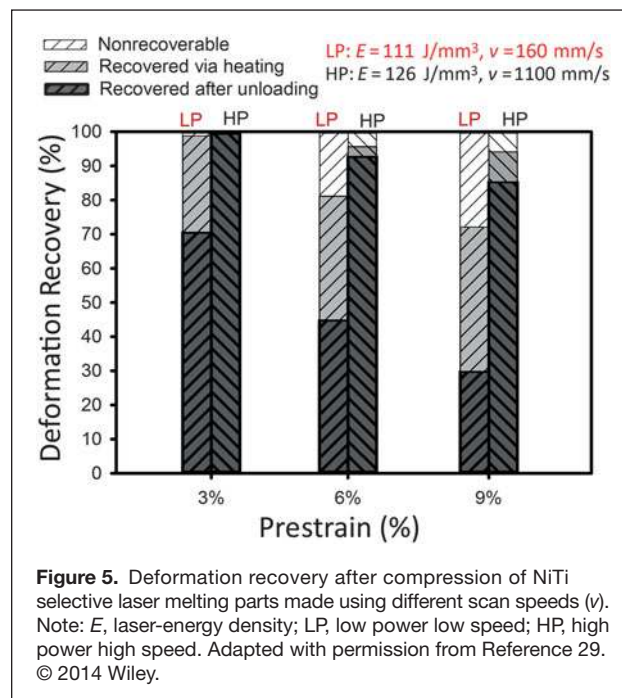 Nonrecoverable
Recovered via heating
Recovered after unloading
LP: E = 111 J/mm³, v = 160 mm/s
HP: E = 126 J/mm³, v = 1100 mm/s
LP HP LP HP LP HP
100
90
80
70
60
50
40
30
20
10
0
Deformation Recovery (%)
3% 6% 9%
Prestrain (%)
Figure 5. Deformation recovery after compression of NiTi
selective laser melting parts made using different scan speeds (v).
Note: E, laser-energy density; LP, low power low speed; HP, high
power high speed. Adapted with permission from Reference 29.
© 2014 Wiley.